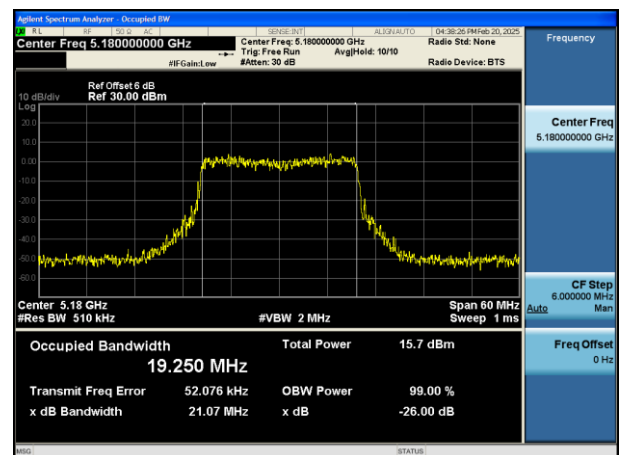 Agilent Spectrum Analyzer - Occupied BW
RL RF 50 Ω AC SENSE:INT ALIGNAUTO 04:38:26 PM Feb 20, 2025
Center Freq 5.180000000 GHz Center Freq: 5.180000000 GHz Radio Std: None Frequency
Trig: Free Run Avg|Hold: 10/10
#IFGain:Low #Atten: 30 dB Radio Device: BTS
Ref Offset 6 dB
10 dB/div Ref 30.00 dBm
Log
20.0
10.0
0.00
-10.0
-20.0
-30.0
-40.0
-50.0
-60.0
Center Freq
5.180000000 GHz
Center 5.18 GHz Span 60 MHz
#Res BW 510 kHz #VBW 2 MHz Sweep 1 ms
CF Step
6.000000 MHz
Auto Man
Occupied Bandwidth Total Power 15.7 dBm
19.250 MHz
Freq Offset
0 Hz
Transmit Freq Error 52.076 kHz OBW Power 99.00 %
x dB Bandwidth 21.07 MHz x dB -26.00 dB
MSG STATUS